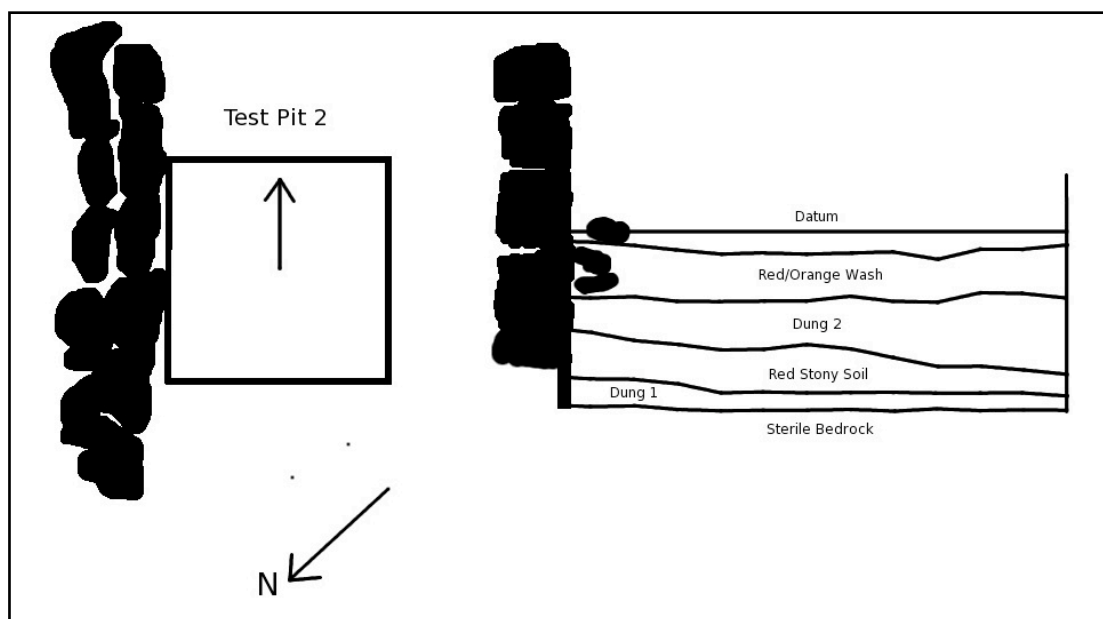 Test Pit 2
N
Datum
Red/Orange Wash
Dung 2
Red Stony Soil
Dung 1
Sterile Bedrock